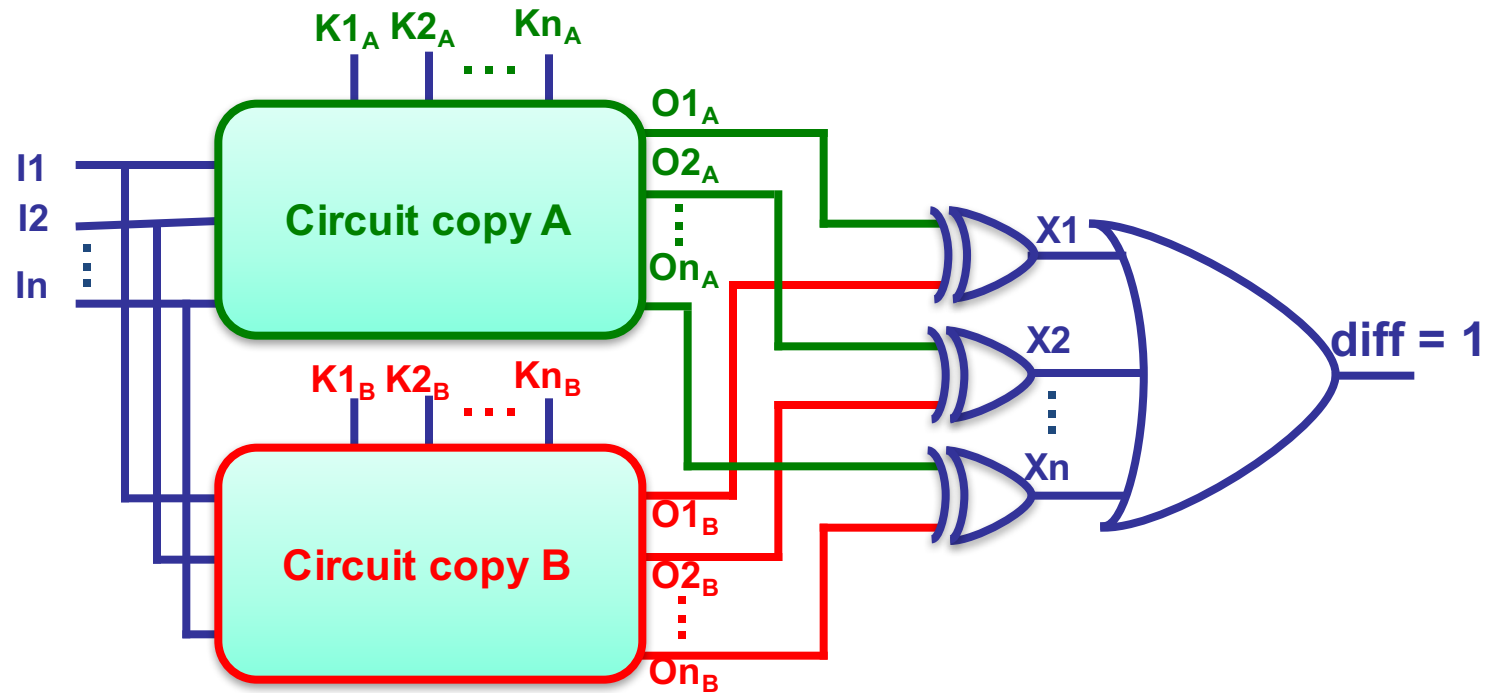 K1A K2A .... KnA
O1A
I1
O2A
I2
Circuit copy A
X1
In
OnA
X2
diff = 1
K1B K2B .... KnB
Xn
O1B
Circuit copy B
O2B
OnB